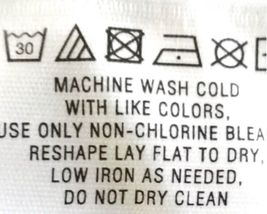 30
MACHINE WASH COLD
WITH LIKE COLORS,
USE ONLY NON-CHLORINE BLEA
RESHAPE LAY FLAT TO DRY,
LOW IRON AS NEEDED,
DO NOT DRY CLEAN